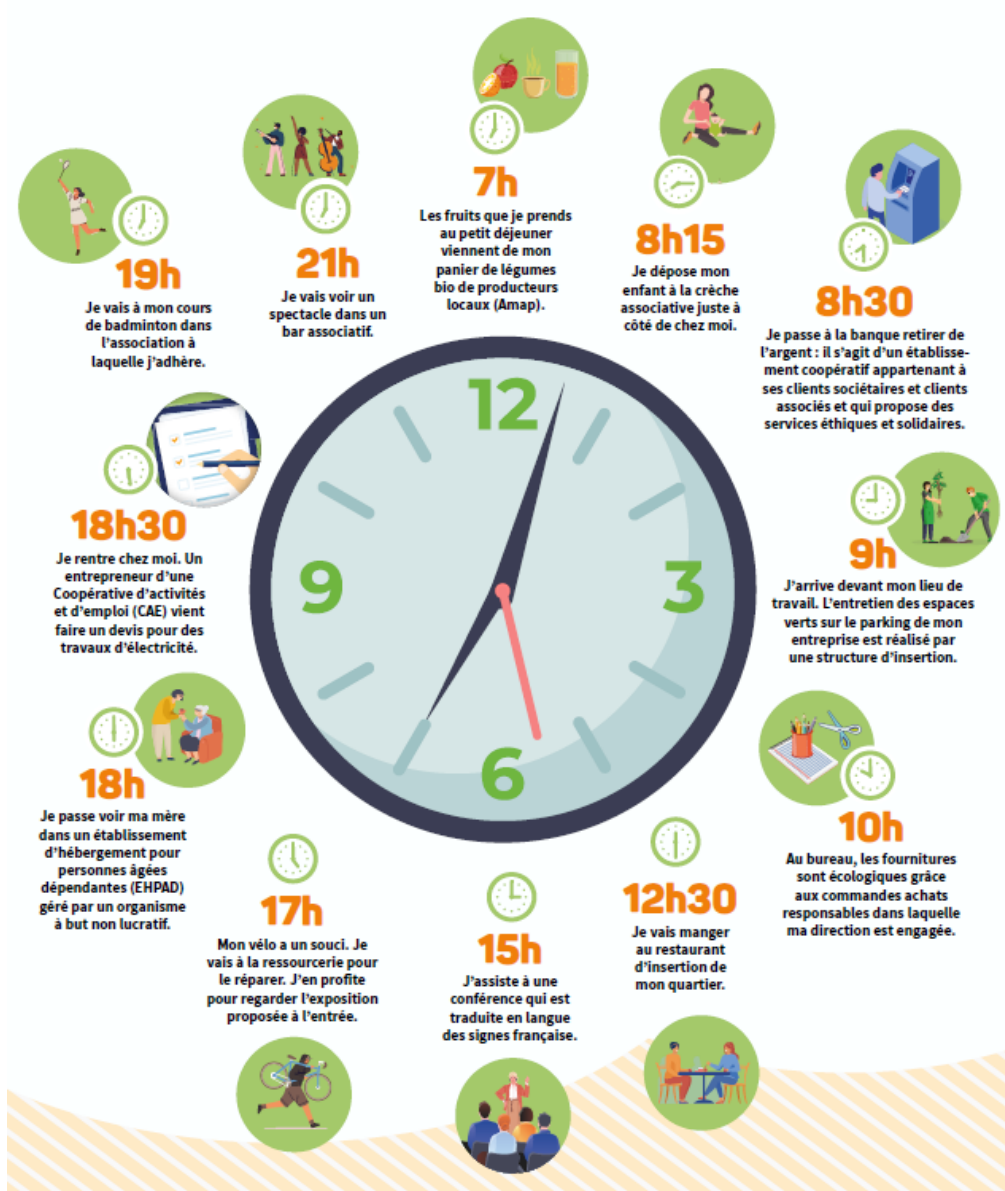 7h
Les fruits que je prends
au petit déjeuner
viennent de mon
panier de légumes
bio de producteurs
locaux (Amap).
8h15
Je dépose mon
enfant à la crèche
associative juste à
côté de chez moi.
8h30
Je passe à la banque retirer de
l’argent : il s’agit d’un établisse-
ment coopératif appartenant à
ses clients sociétaires et clients
associés et qui propose des
services éthiques et solidaires.
9h
J’arrive devant mon lieu de
travail. L’entretien des espaces
verts sur le parking de mon
entreprise est réalisé par
une structure d’insertion.
10h
Au bureau, les fournitures
sont écologiques grâce
aux commandes achats
responsables dans laquelle
ma direction est engagée.
12h30
Je vais manger
au restaurant
d’insertion de
mon quartier.
15h
J’assiste à une
conférence qui est
traduite en langue
des signes française.
17h
Mon vélo a un souci. Je
vais à la ressourcerie pour
le réparer. J’en profite
pour regarder l’exposition
proposée à l’entrée.
18h
Je passe voir ma mère
dans un établissement
d’hébergement pour
personnes âgées
dépendantes (EHPAD)
géré par un organisme
à but non lucratif.
18h30
Je rentre chez moi. Un
entrepreneur d’une
Coopérative d’activités
et d’emploi (CAE) vient
faire un devis pour des
travaux d’électricité.
19h
Je vais à mon cours
de badminton dans
l’association à
laquelle j’adhère.
21h
Je vais voir un
spectacle dans un
bar associatif.
12
3
6
9